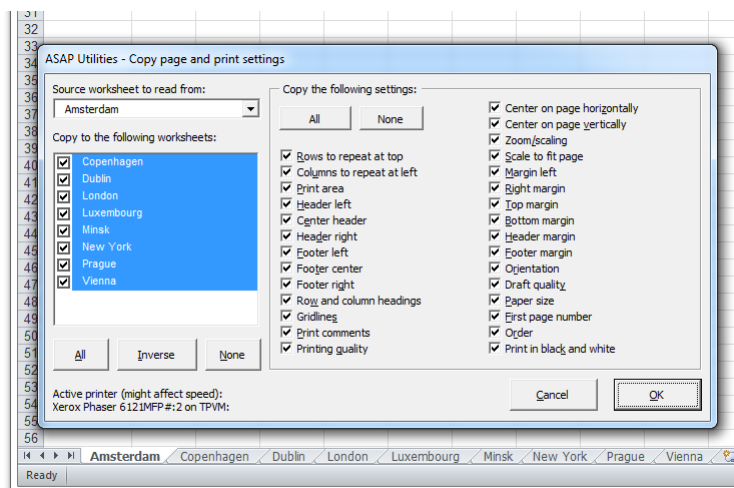 31
32
33
34
35
36
37
38
39
40
41
42
43
44
45
46
47
48
49
50
51
52
53
54
55
56
ASAP Utilities - Copy page and print settings
Source worksheet to read from:
Amsterdam
Copy to the following worksheets:
Copenhagen
Dublin
London
Luxembourg
Minsk
New York
Prague
Vienna
All
Inverse
None
Active printer (might affect speed):
Xerox Phaser 6121MFP#:2 on TPVM:
Copy the following settings:
All
None
Rows to repeat at top
Columns to repeat at left
Print area
Header left
Center header
Header right
Footer left
Footer center
Footer right
Row and column headings
Gridlines
Print comments
Printing quality
Center on page horizontally
Center on page vertically
Zoom/scaling
Scale to fit page
Margin left
Right margin
Top margin
Bottom margin
Header margin
Footer margin
Orientation
Draft quality
Paper size
First page number
Order
Print in black and white
Cancel
OK
Amsterdam Copenhagen Dublin London Luxembourg Minsk New York Prague Vienna
Ready